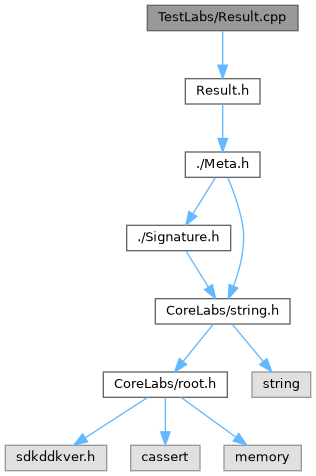 TestLabs/Result.cpp
Result.h
./Meta.h
./Signature.h
CoreLabs/string.h
CoreLabs/root.h
string
sdkddkver.h
cassert
memory